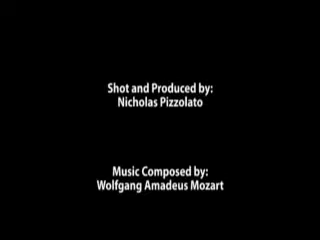 Shot and Produced by:
Nicholas Pizzolato
Music Composed by:
Wolfgang Amadeus Mozart